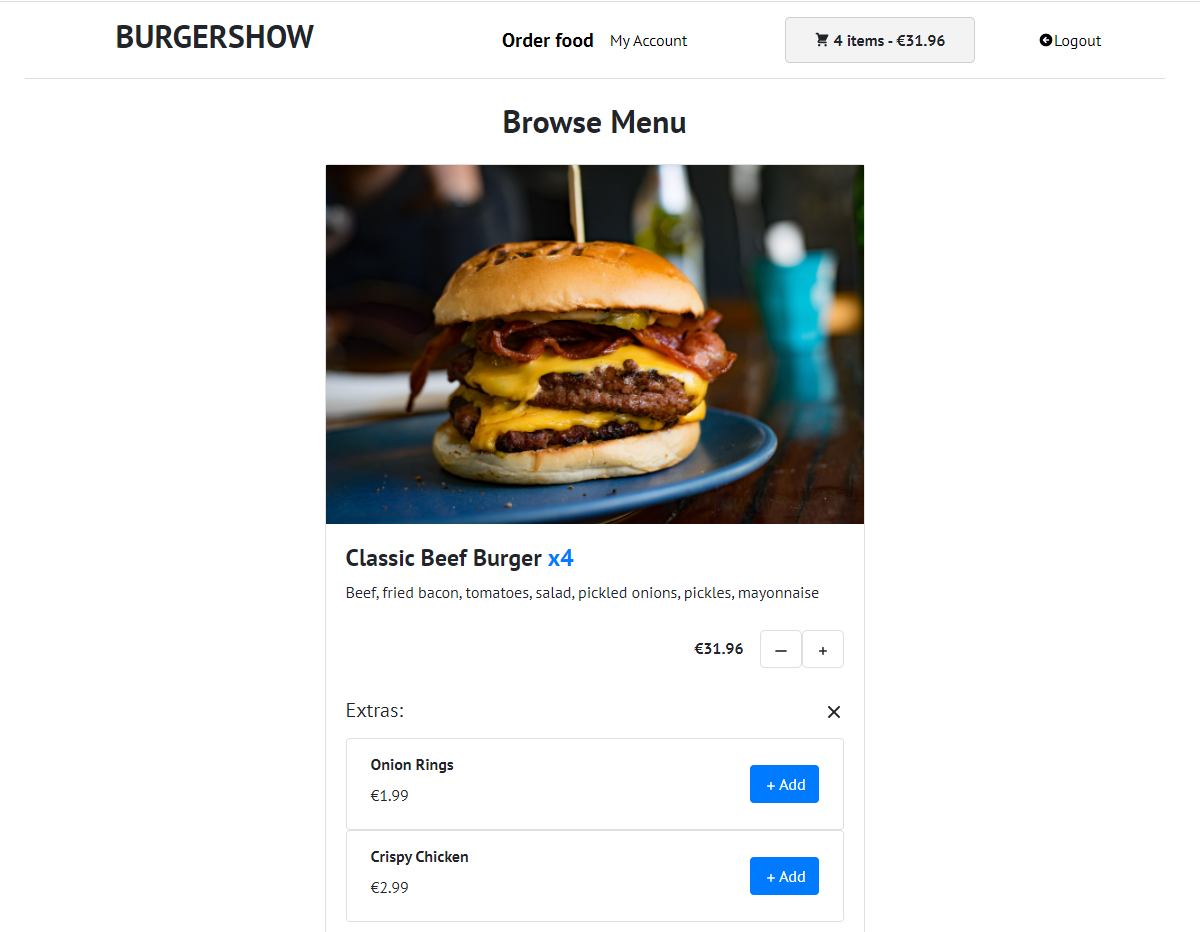 BURGERSHOW
Order food My Account
4 items - €31.96
Logout
Browse Menu
Classic Beef Burger x4
Beef, fried bacon, tomatoes, salad, pickled onions, pickles, mayonnaise
€31.96 — +
Extras:
Onion Rings
€1.99
+ Add
Crispy Chicken
€2.99
+ Add